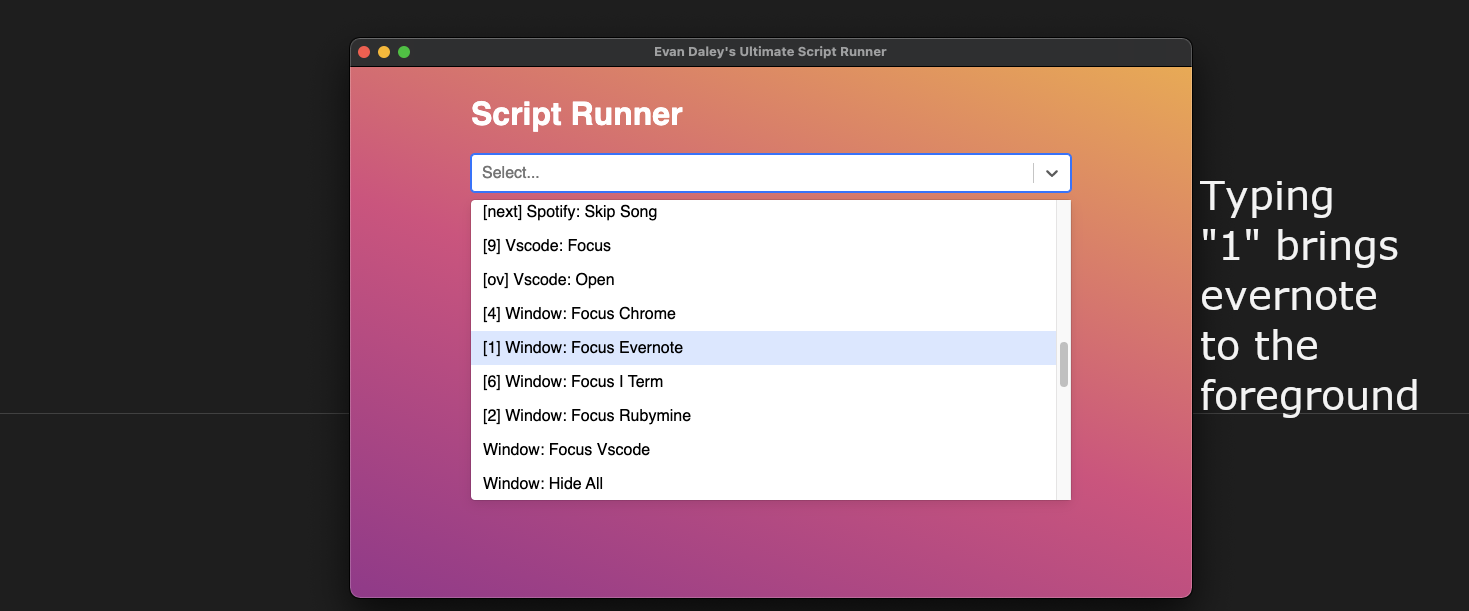 Evan Daley's Ultimate Script Runner
Script Runner
Select...
[next] Spotify: Skip Song
[9] Vscode: Focus
[ov] Vscode: Open
[4] Window: Focus Chrome
[1] Window: Focus Evernote
[6] Window: Focus I Term
[2] Window: Focus Rubymine
Window: Focus Vscode
Window: Hide All
Typing
"1" brings
evernote
to the
foreground